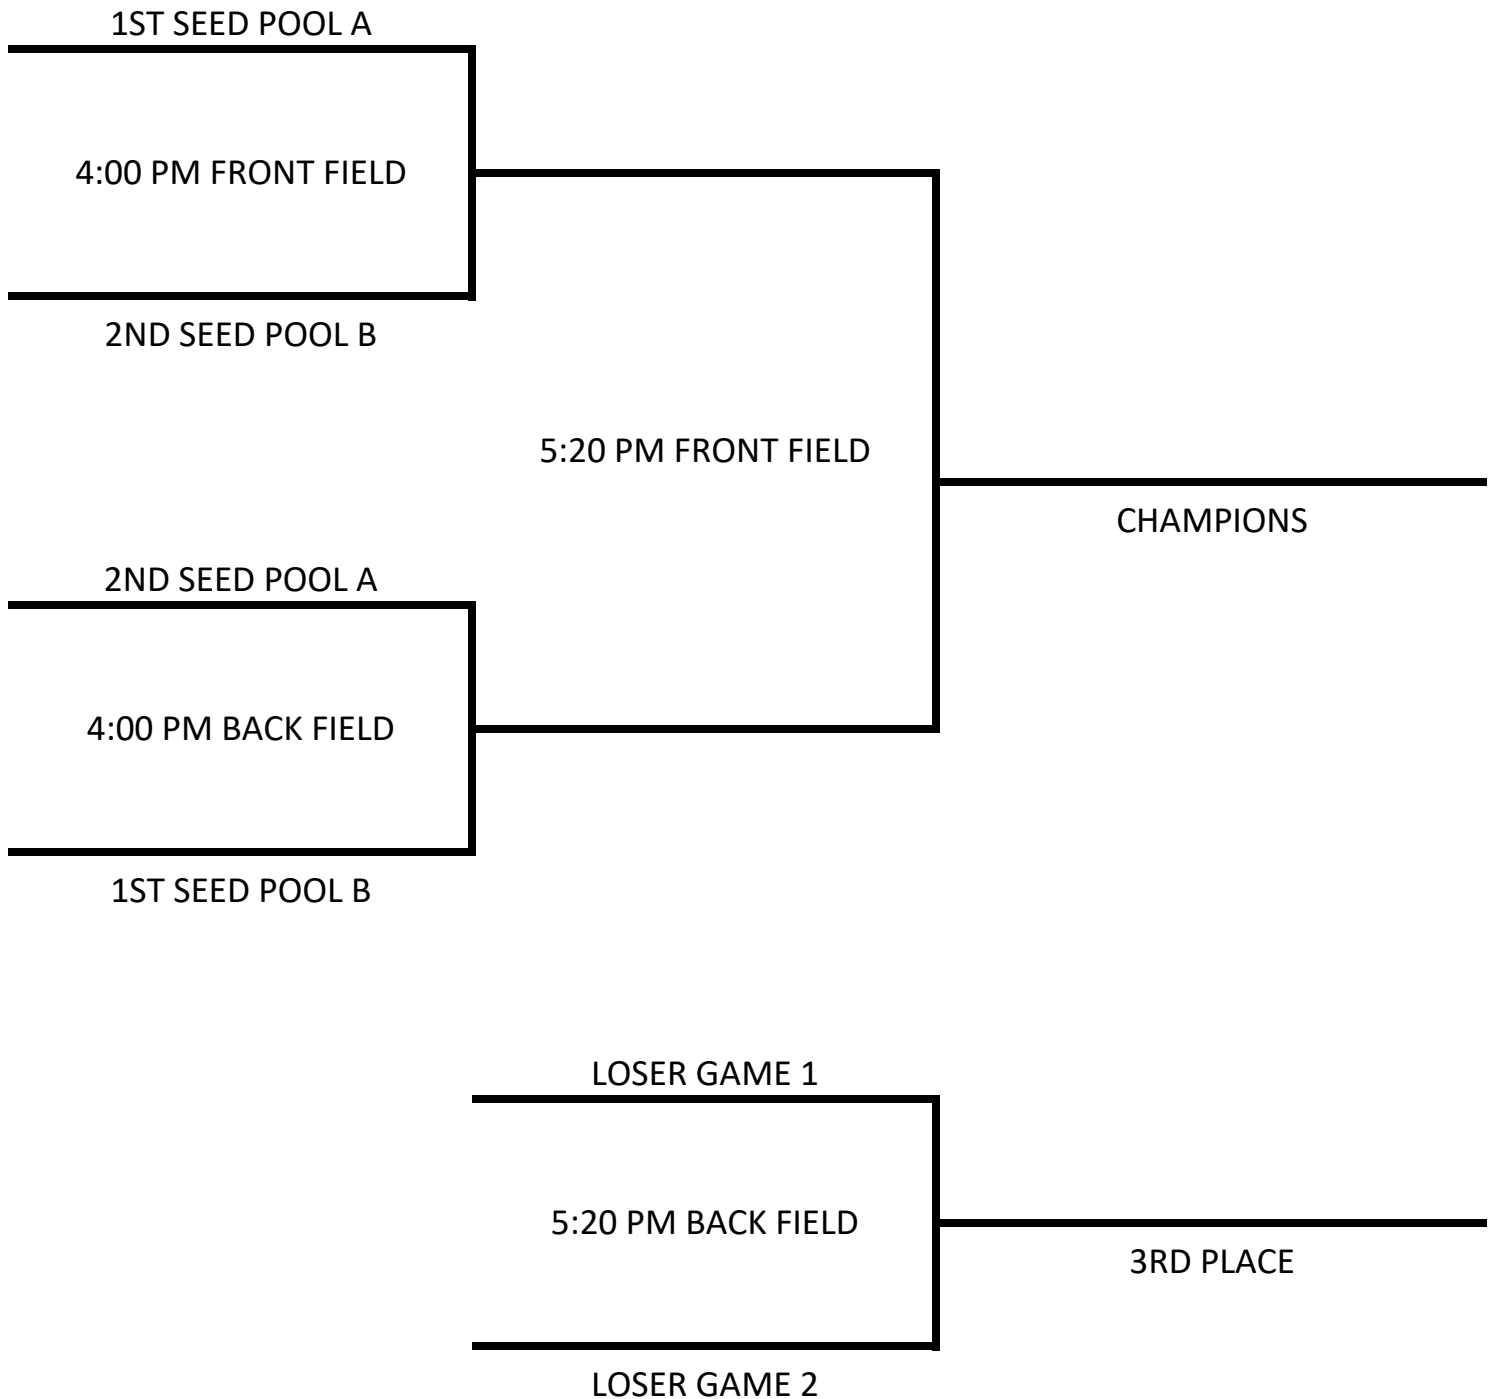 1ST SEED POOL A
4:00 PM FRONT FIELD
2ND SEED POOL B
5:20 PM FRONT FIELD
CHAMPIONS
2ND SEED POOL A
4:00 PM BACK FIELD
1ST SEED POOL B
LOSER GAME 1
5:20 PM BACK FIELD
3RD PLACE
LOSER GAME 2